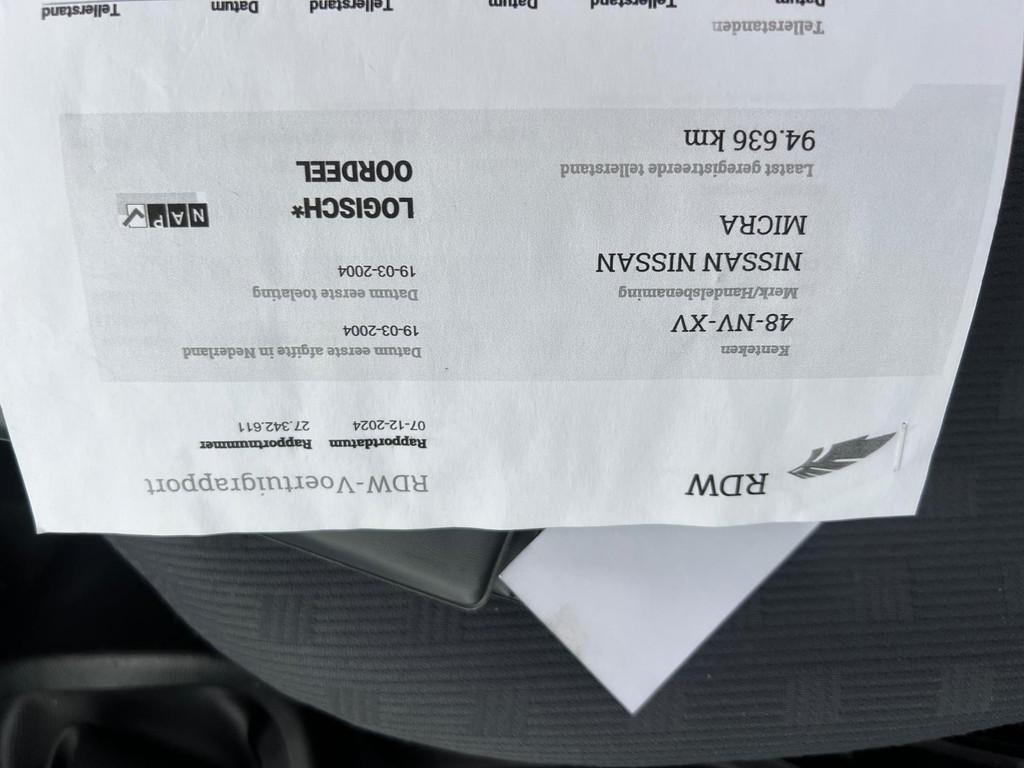 RDW
RDW-Voertuigrapport
Rapportdatum Rapportnummer
07-12-2024 27.342.611
Kenteken
48-NV-XV
Merk/Handelsbenaming
NISSAN NISSAN
MICRA
Laatst geregistreerde tellerstand
94.636 km
Datum eerste afgifte in Nederland
19-03-2004
Datum eerste toelating
19-03-2004
LOGISCH*
OORDEEL
NAP
Tellerstanden
Datum Tellerstand Datum Tellerstand Datum Tellerstand